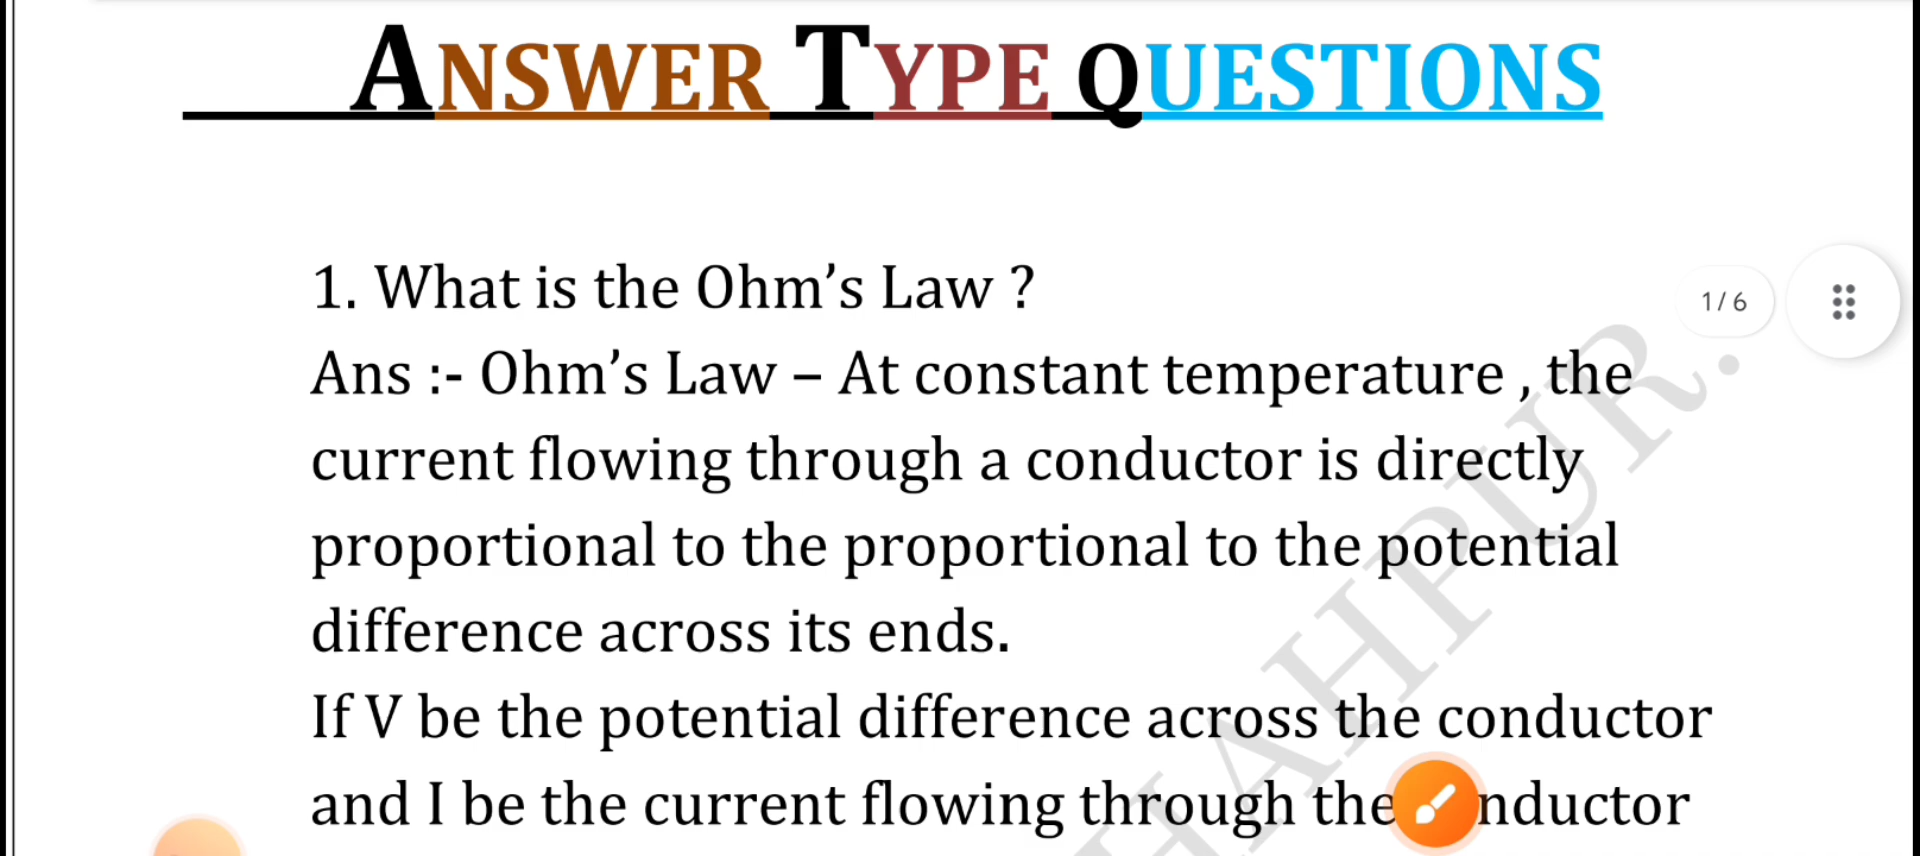 ANSWER TYPE QUESTIONS
1. What is the Ohm’s Law ?
1/6
Ans :- Ohm’s Law – At constant temperature , the
current flowing through a conductor is directly
proportional to the proportional to the potential
difference across its ends.
If V be the potential difference across the conductor
and I be the current flowing through the nductor
HAHPUR.